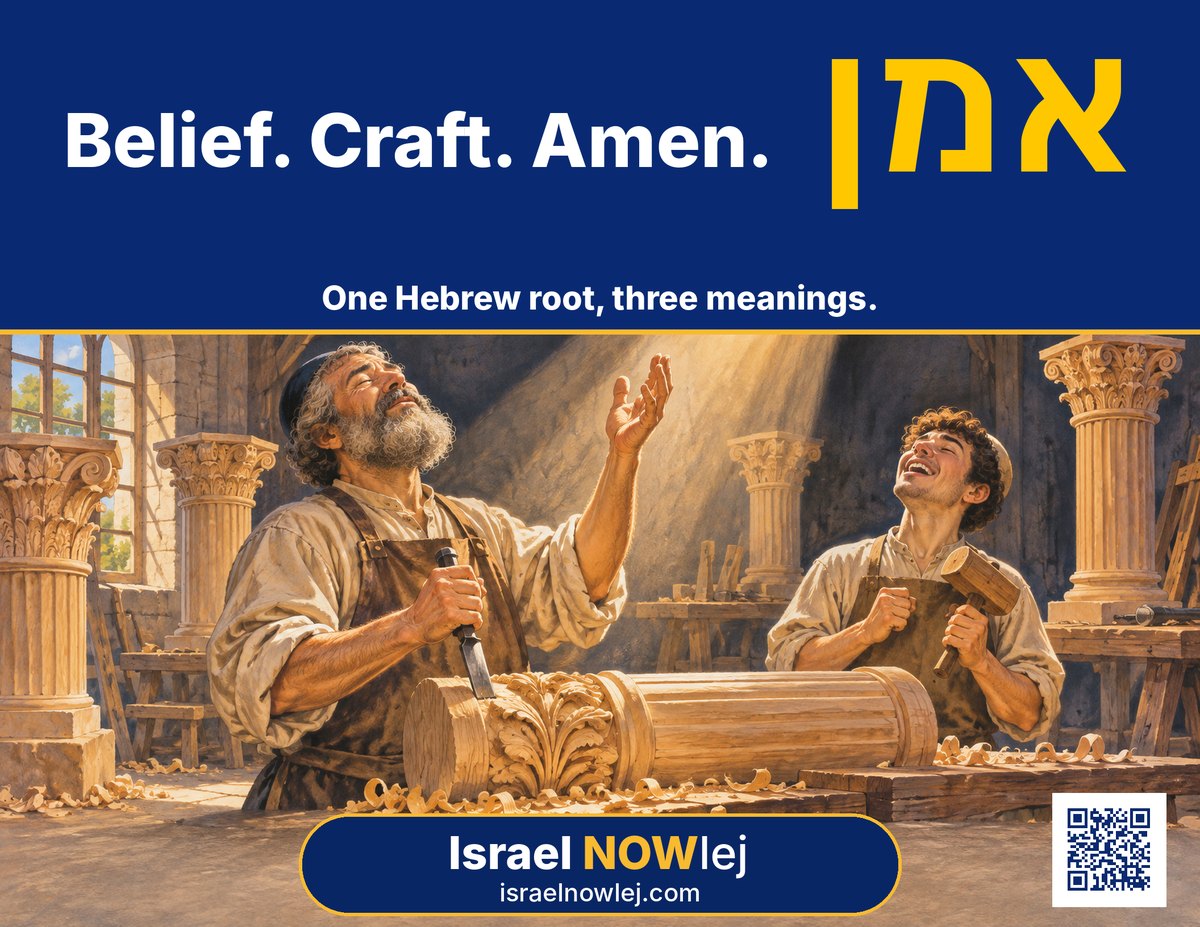 Belief. Craft. Amen.
אמן
One Hebrew root, three meanings.
Israel NOWlej
israelnowlej.com